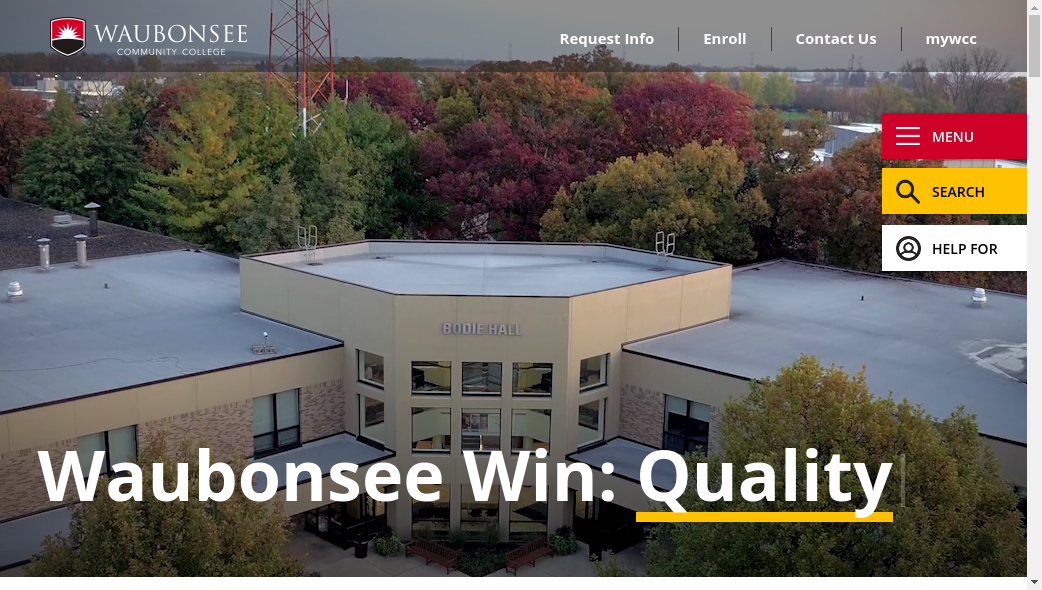 WAUBONSEE
COMMUNITY COLLEGE
Request Info
Enroll
Contact Us
mywcc
MENU
SEARCH
HELP FOR
BODIE HALL
Waubonsee Win: Quality